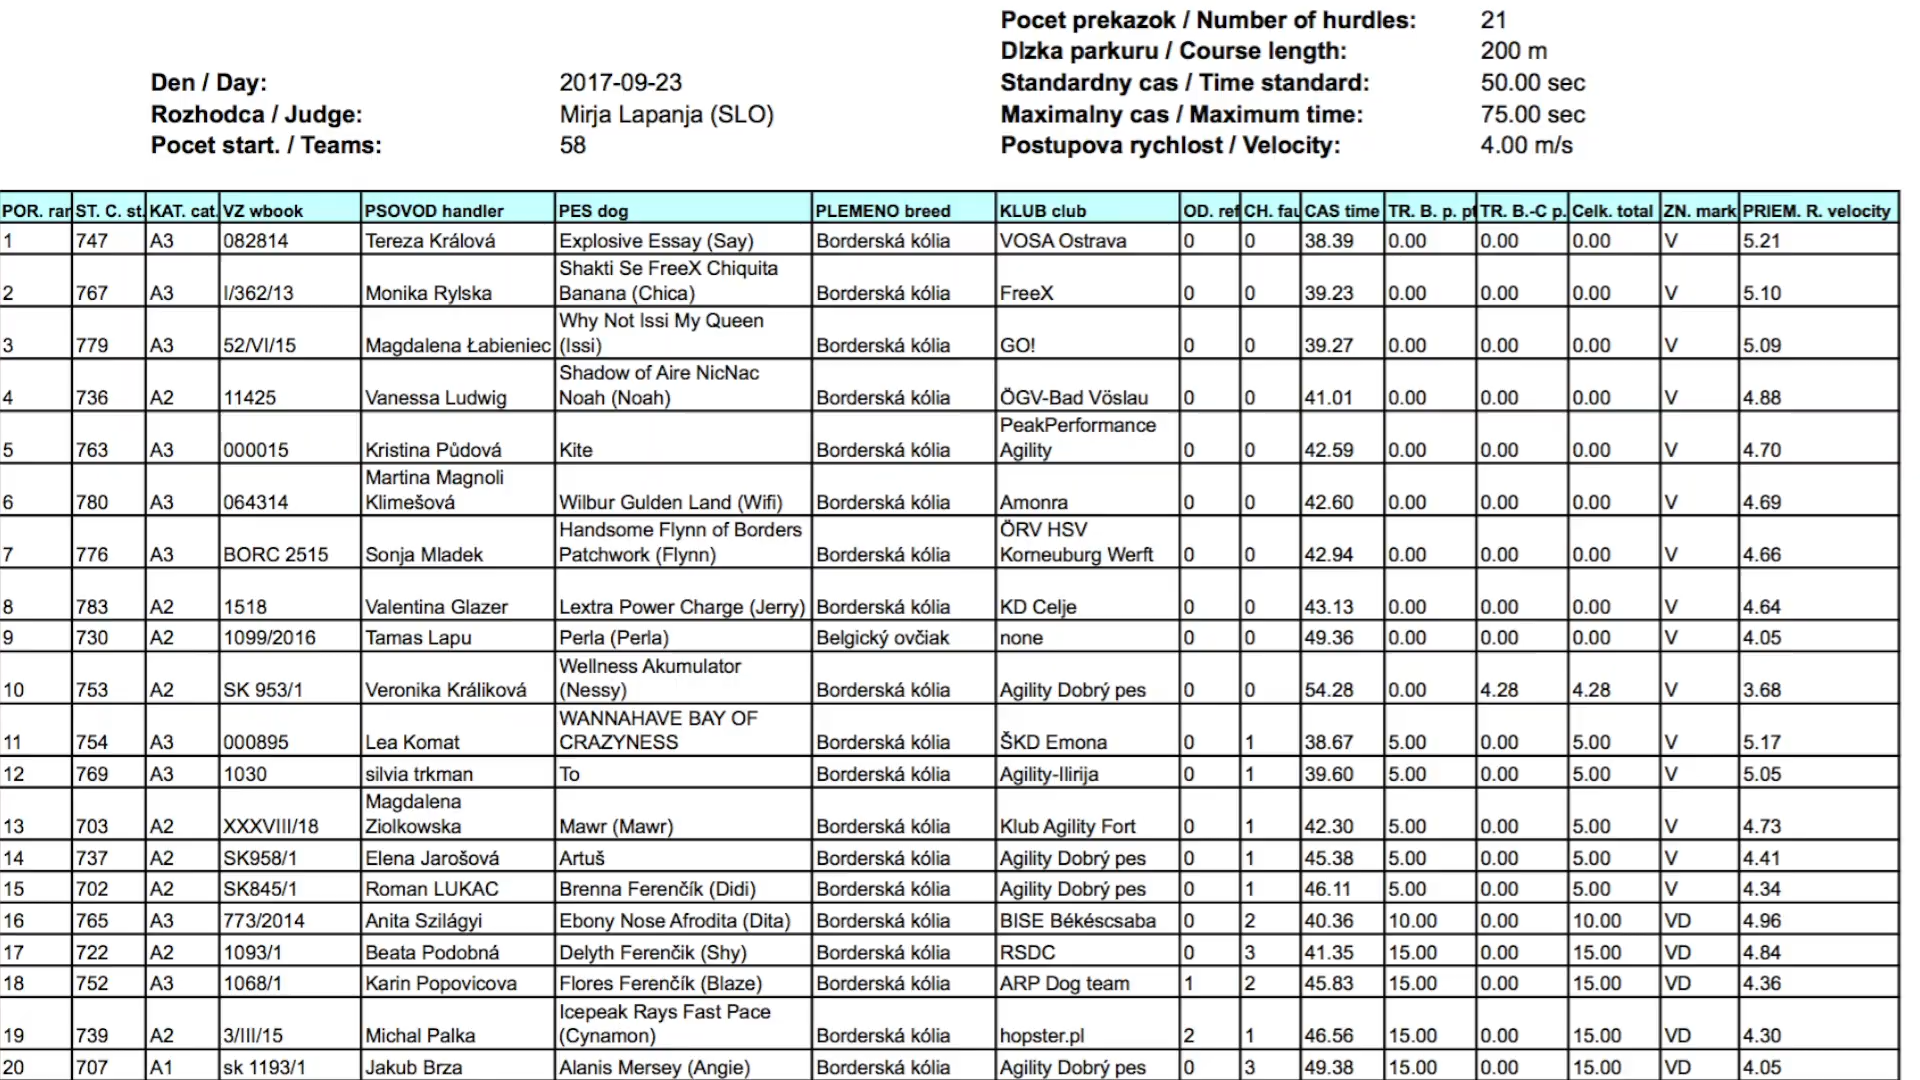 Pocet prekazok / Number of hurdles: 21
Dlzka parkuru / Course length: 200 m
Den / Day: 2017-09-23 Standardny cas / Time standard: 50.00 sec
Rozhodca / Judge: Mirja Lapanja (SLO) Maximalny cas / Maximum time: 75.00 sec
Pocet start. / Teams: 58 Postupova rychlost / Velocity: 4.00 m/s
POR. rar ST. C. st. KAT. cat. VZ wbook PSOVOD handler PES dog PLEMENO breed KLUB club OD. ref CH. fau CAS time TR. B. p. pt TR. B.-C p. Celk. total ZN. mark PRIEM. R. velocity
1 747 A3 082814 Tereza Králová Explosive Essay (Say) Borderská kólia VOSA Ostrava 0 0 38.39 0.00 0.00 0.00 V 5.21
Shakti Se FreeX Chiquita
2 767 A3 I/362/13 Monika Rylska Banana (Chica) Borderská kólia FreeX 0 0 39.23 0.00 0.00 0.00 V 5.10
Why Not Issi My Queen
3 779 A3 52/VI/15 Magdalena Łabieniec (Issi) Borderská kólia GO! 0 0 39.27 0.00 0.00 0.00 V 5.09
Shadow of Aire NicNac
4 736 A2 11425 Vanessa Ludwig Noah (Noah) Borderská kólia ÖGV-Bad Vöslau 0 0 41.01 0.00 0.00 0.00 V 4.88
PeakPerformance
5 763 A3 000015 Kristina Půdová Kite Borderská kólia Agility 0 0 42.59 0.00 0.00 0.00 V 4.70
Martina Magnoli
6 780 A3 064314 Klimešová Wilbur Gulden Land (Wifi) Borderská kólia Amonra 0 0 42.60 0.00 0.00 0.00 V 4.69
Handsome Flynn of Borders ÖRV HSV
7 776 A3 BORC 2515 Sonja Mladek Patchwork (Flynn) Borderská kólia Korneuburg Werft 0 0 42.94 0.00 0.00 0.00 V 4.66
8 783 A2 1518 Valentina Glazer Lextra Power Charge (Jerry) Borderská kólia KD Celje 0 0 43.13 0.00 0.00 0.00 V 4.64
9 730 A2 1099/2016 Tamas Lapu Perla (Perla) Belgický ovčiak none 0 0 49.36 0.00 0.00 0.00 V 4.05
Wellness Akumulator
10 753 A2 SK 953/1 Veronika Králiková (Nessy) Borderská kólia Agility Dobrý pes 0 0 54.28 0.00 4.28 4.28 V 3.68
WANNAHAVE BAY OF
11 754 A3 000895 Lea Komat CRAZYNESS Borderská kólia ŠKD Emona 0 1 38.67 5.00 0.00 5.00 V 5.17
12 769 A3 1030 silvia trkman To Borderská kólia Agility-Ilirija 0 1 39.60 5.00 0.00 5.00 V 5.05
Magdalena
13 703 A2 XXXVIII/18 Ziolkowska Mawr (Mawr) Borderská kólia Klub Agility Fort 0 1 42.30 5.00 0.00 5.00 V 4.73
14 737 A2 SK958/1 Elena Jarošová Artuš Borderská kólia Agility Dobrý pes 0 1 45.38 5.00 0.00 5.00 V 4.41
15 702 A2 SK845/1 Roman LUKAC Brenna Ferenčík (Didi) Borderská kólia Agility Dobrý pes 0 1 46.11 5.00 0.00 5.00 V 4.34
16 765 A3 773/2014 Anita Szilágyi Ebony Nose Afrodita (Dita) Borderská kólia BISE Békéscsaba 0 2 40.36 10.00 0.00 10.00 VD 4.96
17 722 A2 1093/1 Beata Podobná Delyth Ferenčik (Shy) Borderská kólia RSDC 0 3 41.35 15.00 0.00 15.00 VD 4.84
18 752 A3 1068/1 Karin Popovicova Flores Ferenčík (Blaze) Borderská kólia ARP Dog team 1 2 45.83 15.00 0.00 15.00 VD 4.36
Icepeak Rays Fast Pace
19 739 A2 3/III/15 Michal Palka (Cynamon) Borderská kólia hopster.pl 2 1 46.56 15.00 0.00 15.00 VD 4.30
20 707 A1 sk 1193/1 Jakub Brza Alanis Mersey (Angie) Borderská kólia Agility Dobrý pes 0 3 49.38 15.00 0.00 15.00 VD 4.05